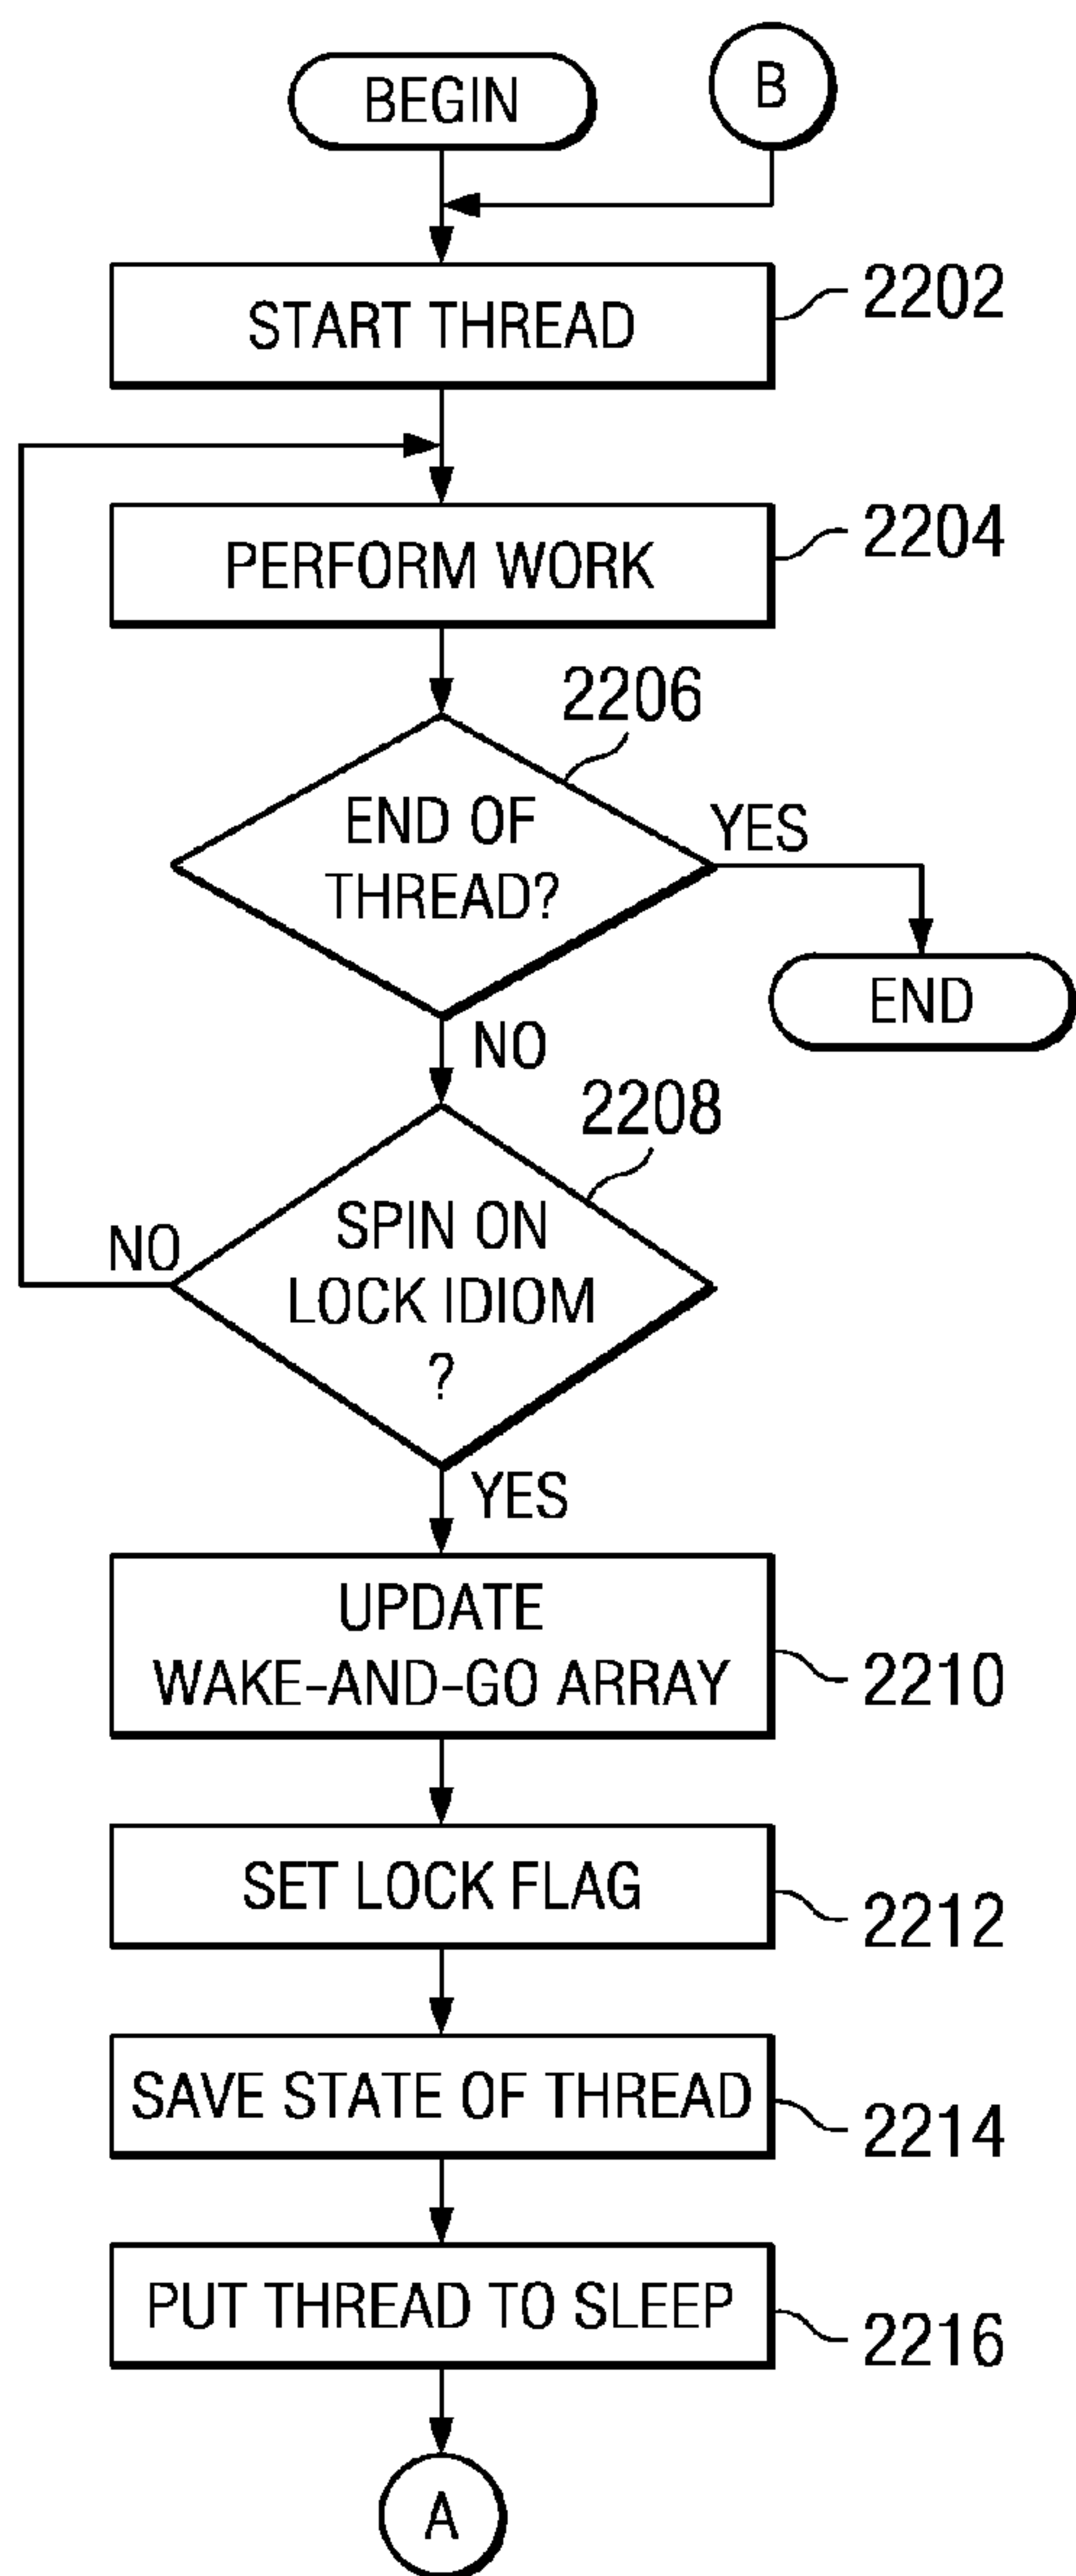 BEGIN
B
START THREAD
2202
PERFORM WORK
2204
2206
END OF
THREAD?
YES
END
NO
2208
SPIN ON
LOCK IDIOM
?
NO
YES
UPDATE
WAKE-AND-GO ARRAY
2210
SET LOCK FLAG
2212
SAVE STATE OF THREAD
2214
PUT THREAD TO SLEEP
2216
A